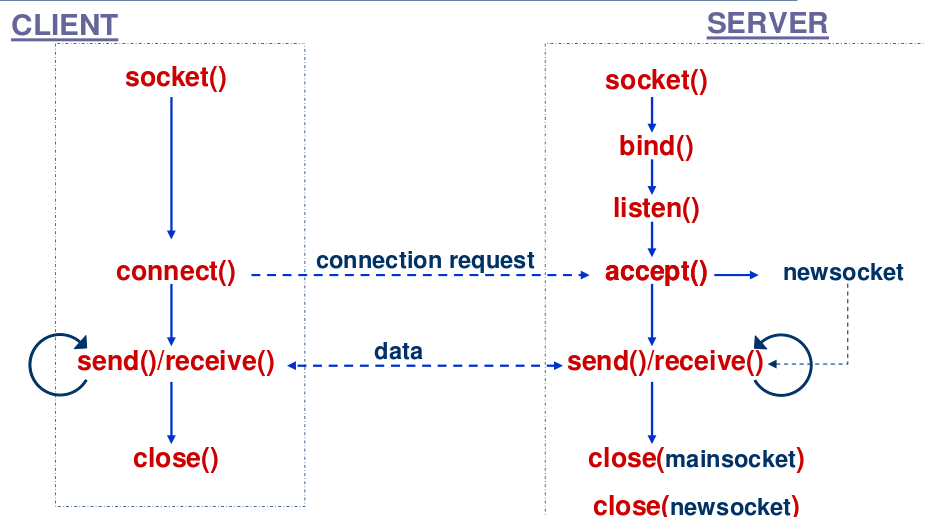 CLIENT
socket()
connect()
send()/receive()
close()
connection request
data
SERVER
socket()
bind()
listen()
accept()
newsocket
send()/receive()
close(mainsocket)
close(newsocket)